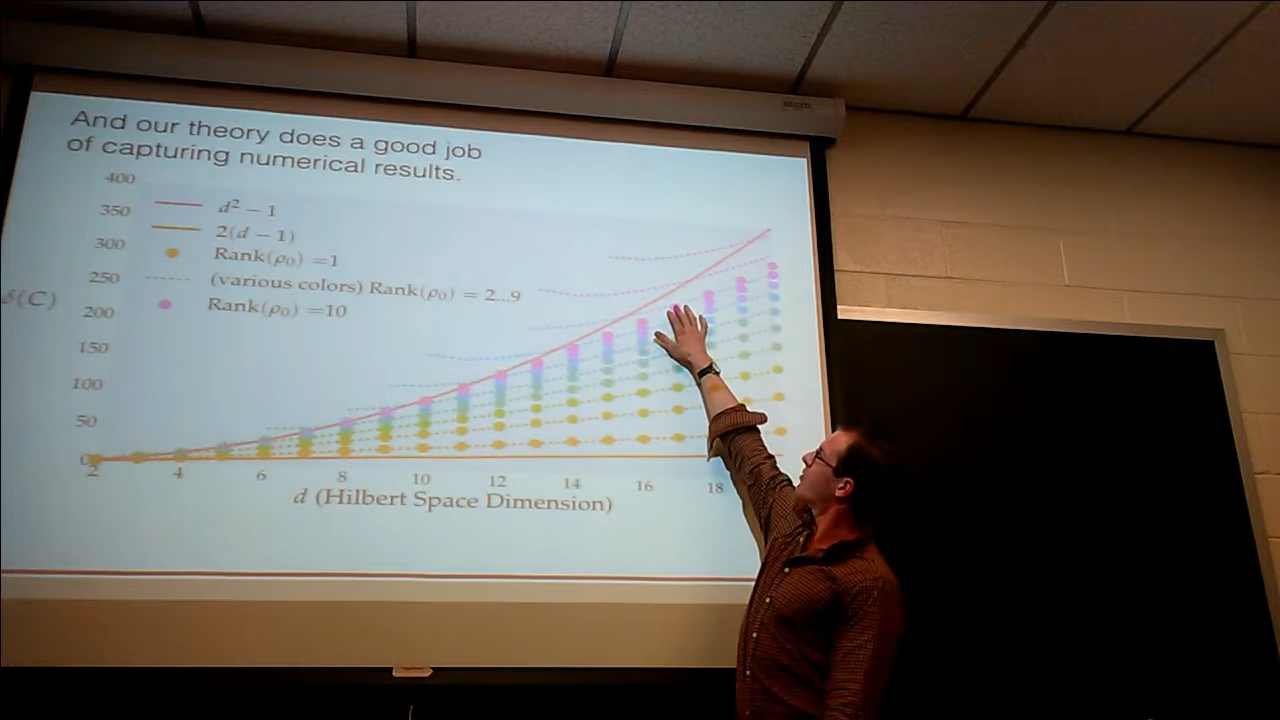 And our theory does a good job
of capturing numerical results.
400
350
300
250
200
150
100
50
0
δ(C)
d² − 1
2(d − 1)
Rank(ρ₀) =1
(various colors) Rank(ρ₀) = 2..9
Rank(ρ₀) =10
2 4 6 8 10 12 14 16 18
d (Hilbert Space Dimension)